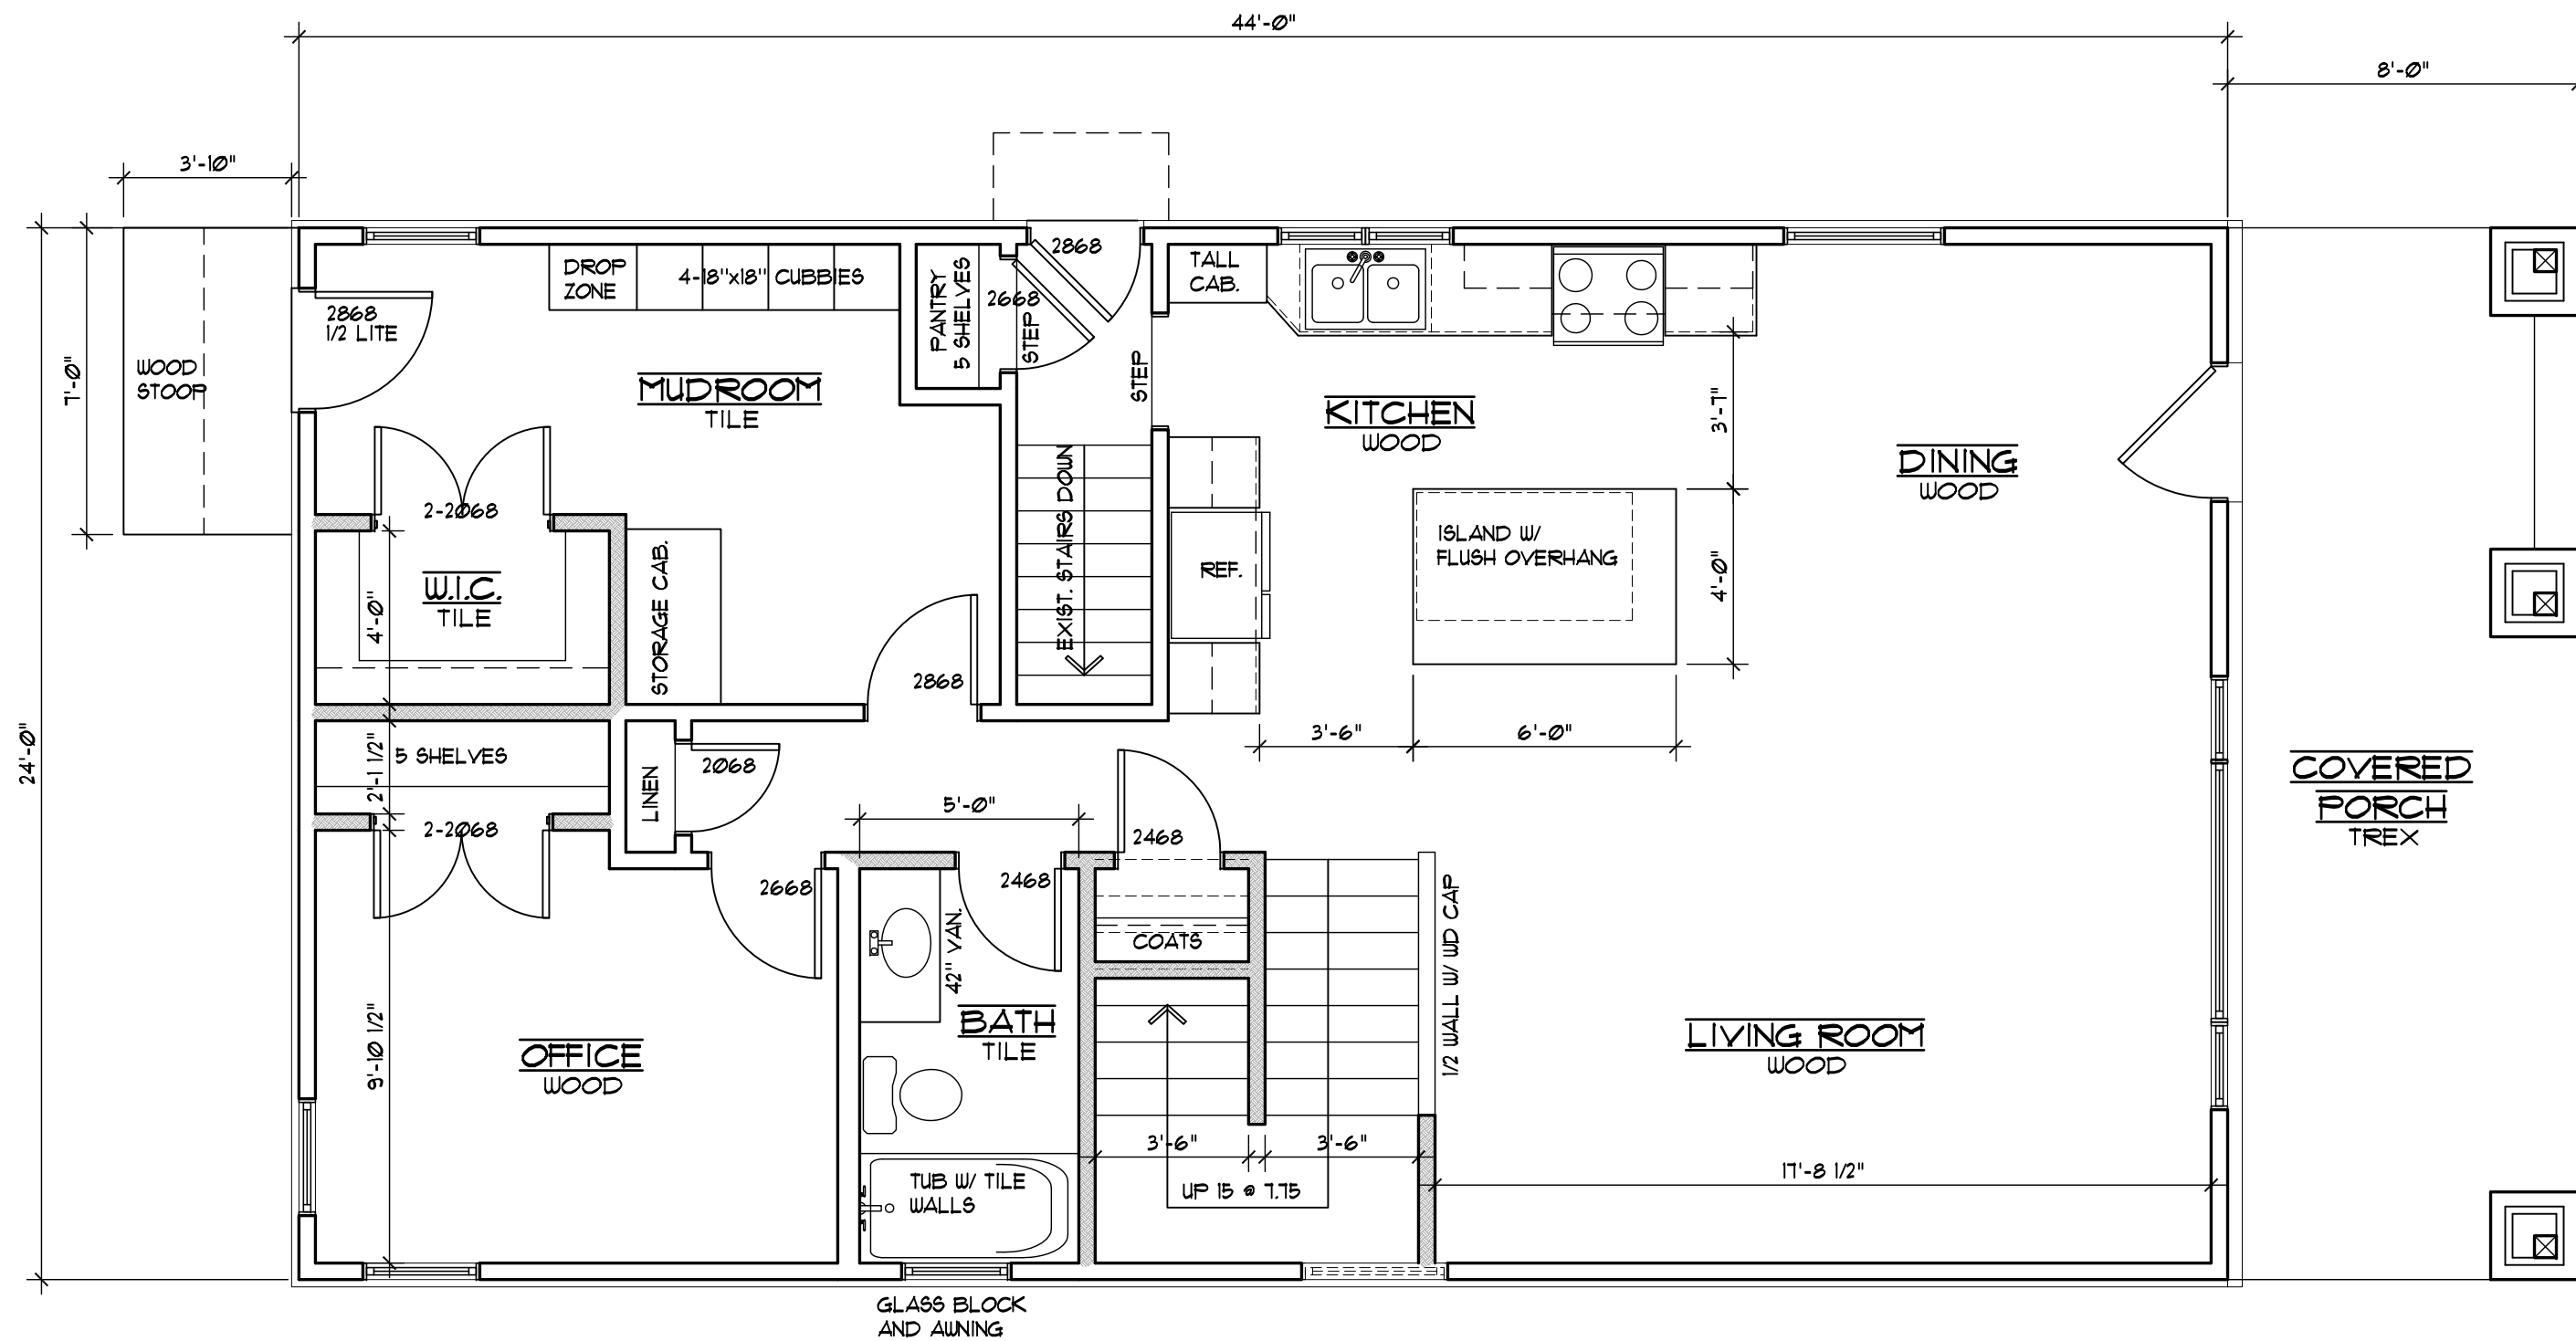 44'-0"
8'-0"
3'-10"
7'-0"
24'-0"
WOOD
STOOP
2868
1/2 LITE
DROP
ZONE
4-18"x18" CUBBIES
MUDROOM
TILE
PANTRY
5 SHELVES
2668
STEP
2868
STEP
TALL
CAB.
KITCHEN
WOOD
3'-7"
DINING
WOOD
2-2068
W.I.C.
TILE
4'-0"
STORAGE CAB.
EXIST. STAIRS DOWN
REF.
ISLAND W/
FLUSH OVERHANG
4'-0"
2868
3'-6"
6'-0"
COVERED
PORCH
TREX
2'-1 1/2"
5 SHELVES
LINEN
2068
5'-0"
2-2068
2468
2668
2468
42" VAN.
COATS
1/2 WALL W/ WD CAP
OFFICE
WOOD
9'-10 1/2"
BATH
TILE
LIVING ROOM
WOOD
3'-6"
3'-6"
17'-8 1/2"
TUB W/ TILE
WALLS
UP 15 @ 7.75
GLASS BLOCK
AND AWNING